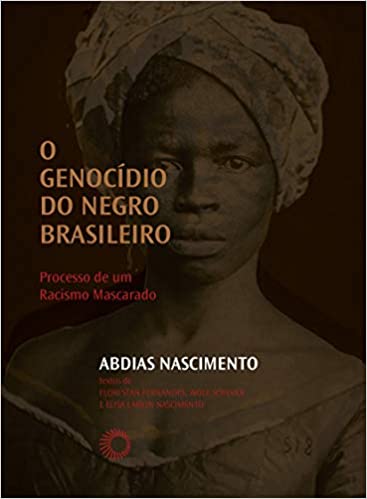 O
GENOCÍDIO
DO NEGRO
BRASILEIRO
Processo de um
Racismo Mascarado
ABDIAS NASCIMENTO
textos de
FLORESTAN FERNANDES, WOLE SOYINKA
E ELISA LARKIN NASCIMENTO